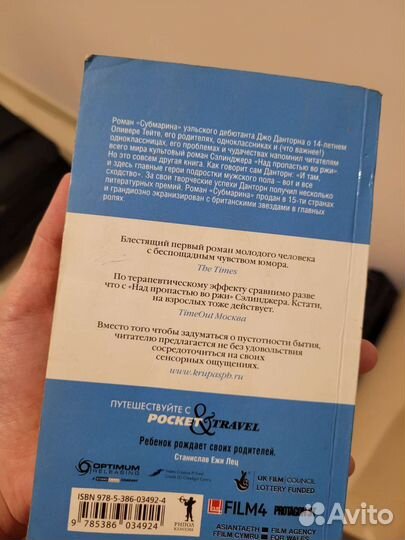 Роман «Субмарина» уэльского дебютанта Джо Данторна о 14-летнем
Оливере Тейте, его родителях, одноклассниках и (что важнее!)
одноклассницах, его проблемах и чудачествах напомнил читателям
всего мира культовый роман Сэлинджера «Над пропастью во ржи»
Но это совсем другая книга. Как говорит сам Данторн: «И там,
и здесь главные герои подростки мужского пола – вот и все
сходство». За свои творческие успехи Данторн получил несколько
литературных премий. Роман «Субмарина» продан в 15-ти странах
и грандиозно экранизирован с британскими звездами в главных
ролях.
Блестящий первый роман молодого человека
с беспощадным чувством юмора.
The Times
По терапевтическому эффекту сравнимо разве
что с «Над пропастью во ржи» Сэлинджера. Кстати,
на взрослых тоже действует.
TimeOut Москва
Вместо того чтобы задуматься о пустотности бытия,
читателю предлагается не без удовольствия
сосредоточиться на своих
сенсорных ощущениях.
www.krupaspb.ru
ПУТЕШЕСТВУЙТЕ С
POCKET & TRAVEL
Ребенок рождает своих родителей.
Станислав Ежи Лец
OPTIMUM
RELEASING
UK FILM COUNCIL
LOTTERY FUNDED
ISBN 978-5-386-03492-4
9 785386 034924
РИПОЛ
КЛАССИК
FILM4
ASIANTAETH
FFILM CYMRU
FILM AGENCY
FOR WALES
Avito